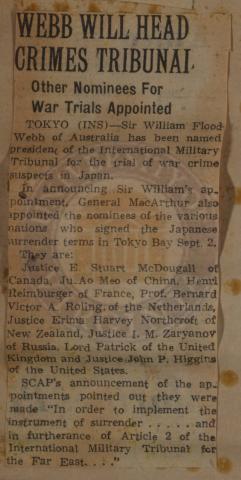 WEBB WILL HEAD
CRIMES TRIBUNAL
Other Nominees For
War Trials Appointed
TOKYO (INS)—Sir William Flood
Webb of Australia has been named
president of the International Military
Tribunal for the trial of war crime
suspects in Japan.
In announcing Sir William's ap-
pointment, General MacArthur also
appointed the nominees of the various
nations who signed the Japanese
surrender terms in Tokyo Bay Sept. 2.
They are:
Justice E. Stuart McDougall of
Canada, Ju.Ao Meo of China, Henri
Reimburger of France, Prof. Bernard
Victor A. Roling of the Netherlands,
Justice Erima Harvey Northcroft of
New Zealand, Justice I. M. Zaryanov
of Russia, Lord Patrick of the United
Kingdom and Justice John P. Higgins
of the United States.
SCAP's announcement of the ap-
pointments pointed out they were
made "In order to implement the
instrument of surrender . . . . . and
in furtherance of Article 2 of the
International Military Tribunal for
the Far East. . . ."